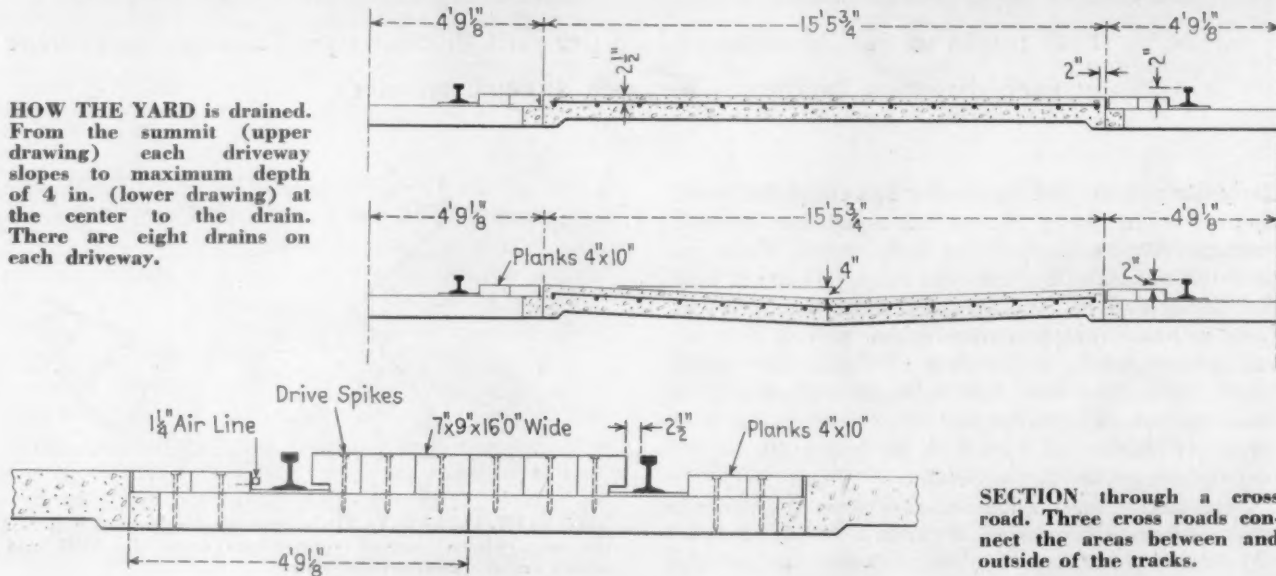 4'9⅛"
15'5¾"
4'9⅛"
2½"
2"
2"
HOW THE YARD is drained.
From the summit (upper
drawing) each driveway
slopes to maximum depth
of 4 in. (lower drawing) at
the center to the drain.
There are eight drains on
each driveway.
4'9⅛"
15'5¾"
4'9⅛"
Planks 4"x10"
4"
2"
Drive Spikes
1¼" Air Line
7"x9"x16'0" Wide
2½"
Planks 4"x10"
4'9⅛"
SECTION through a cross
road. Three cross roads con-
nect the areas between and
outside of the tracks.